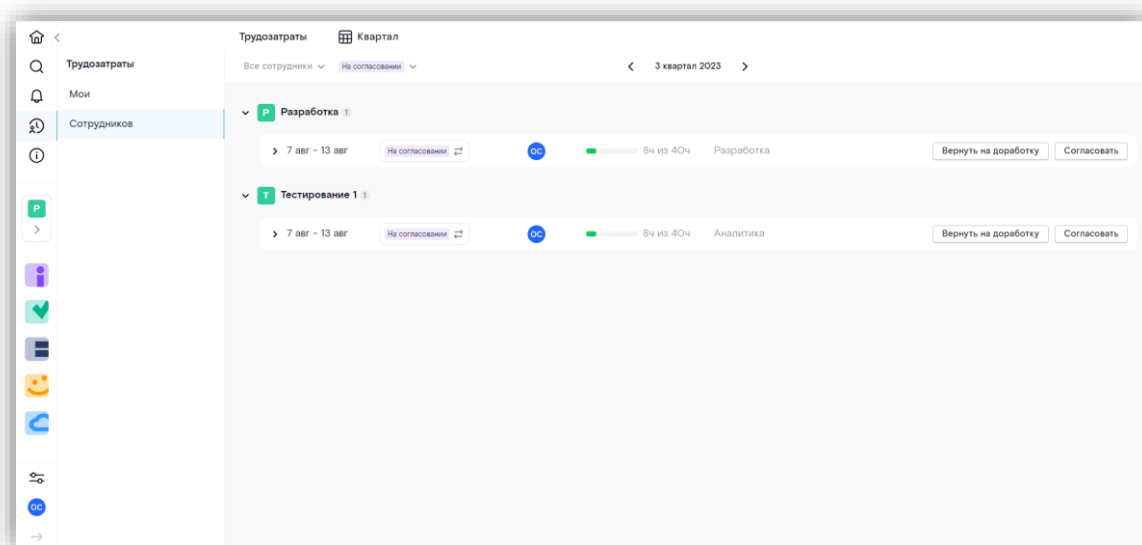 Трудозатраты Квартал
Трудозатраты
Все сотрудники На согласовании 3 квартал 2023
Мои
Сотрудников
Р Разработка 1
7 авг - 13 авг На согласовании ОС 8ч из 40ч Разработка Вернуть на доработку Согласовать
Т Тестирование 1 1
7 авг - 13 авг На согласовании ОС 8ч из 40ч Аналитика Вернуть на доработку Согласовать
Р
ОС